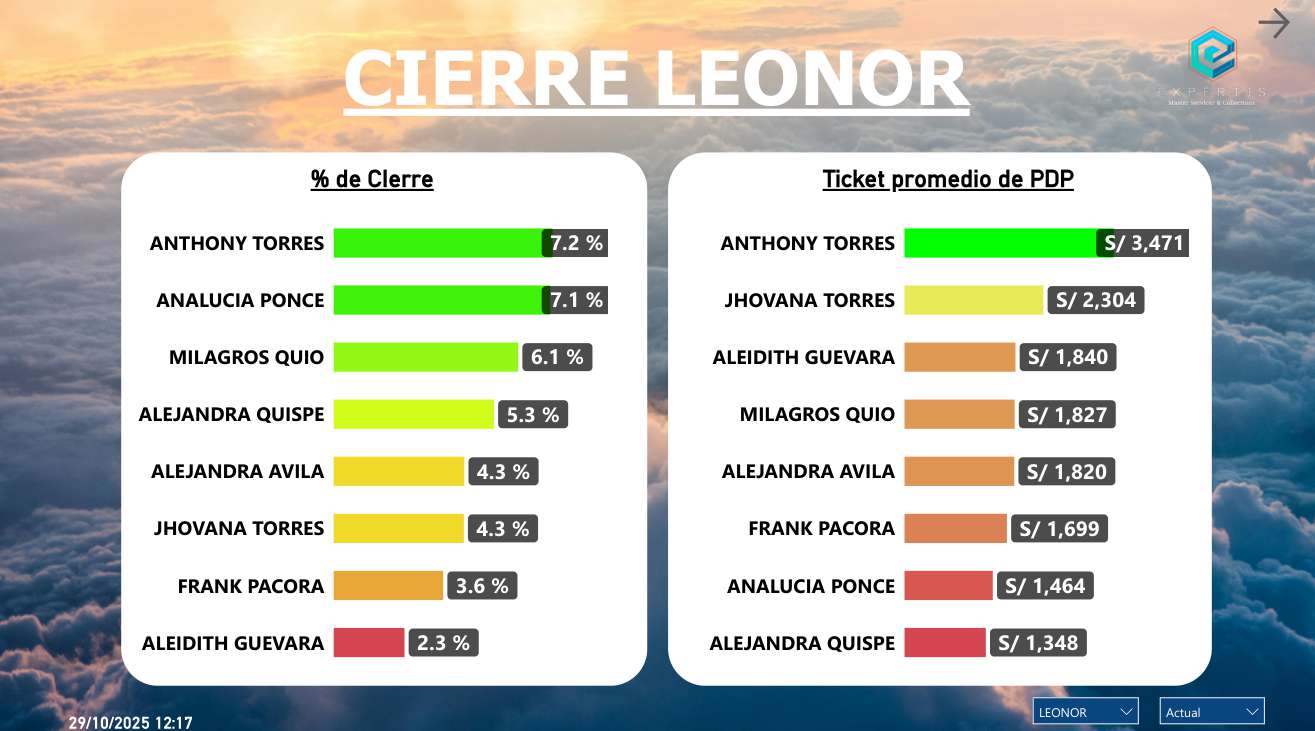 CIERRE LEONOR
EXPERTIS
Master Servicer & Collections
% de Cierre
ANTHONY TORRES 7.2 %
ANALUCIA PONCE 7.1 %
MILAGROS QUIO 6.1 %
ALEJANDRA QUISPE 5.3 %
ALEJANDRA AVILA 4.3 %
JHOVANA TORRES 4.3 %
FRANK PACORA 3.6 %
ALEIDITH GUEVARA 2.3 %
Ticket promedio de PDP
ANTHONY TORRES S/ 3,471
JHOVANA TORRES S/ 2,304
ALEIDITH GUEVARA S/ 1,840
MILAGROS QUIO S/ 1,827
ALEJANDRA AVILA S/ 1,820
FRANK PACORA S/ 1,699
ANALUCIA PONCE S/ 1,464
ALEJANDRA QUISPE S/ 1,348
29/10/2025 12:17
LEONOR
Actual